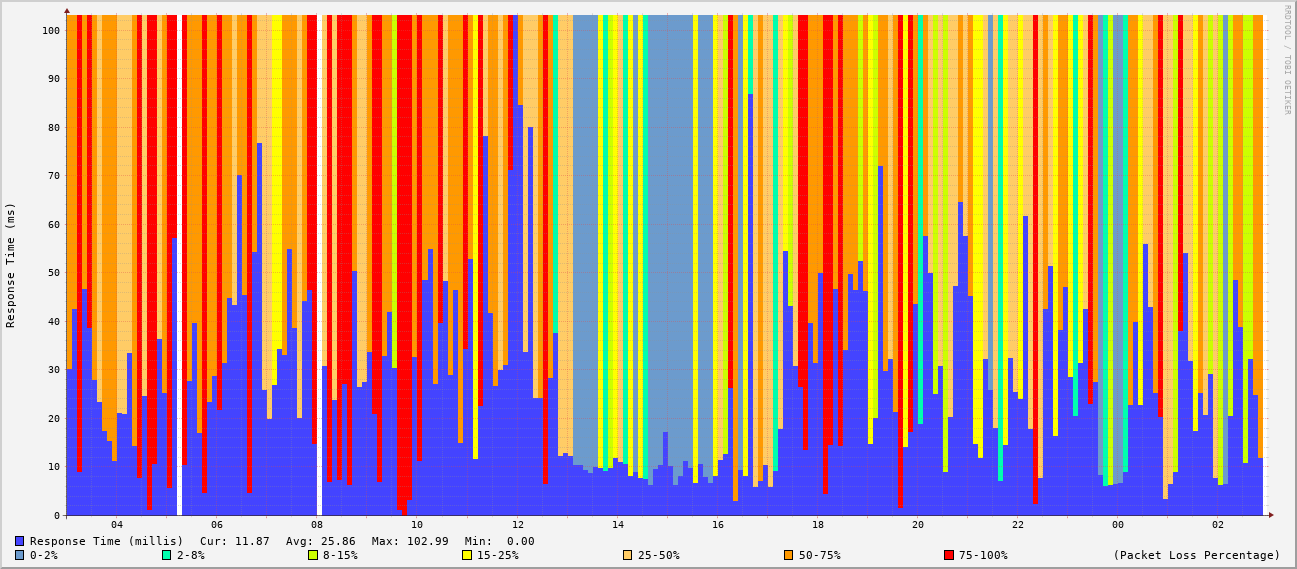 RRDTOOL / TOBI OETIKER
Response Time (ms)
100
90
80
70
60
50
40
30
20
10
0
04 06 08 10 12 14 16 18 20 22 00 02
Response Time (millis) Cur: 11.87 Avg: 25.86 Max: 102.99 Min: 0.00
0-2% 2-8% 8-15% 15-25% 25-50% 50-75% 75-100% (Packet Loss Percentage)